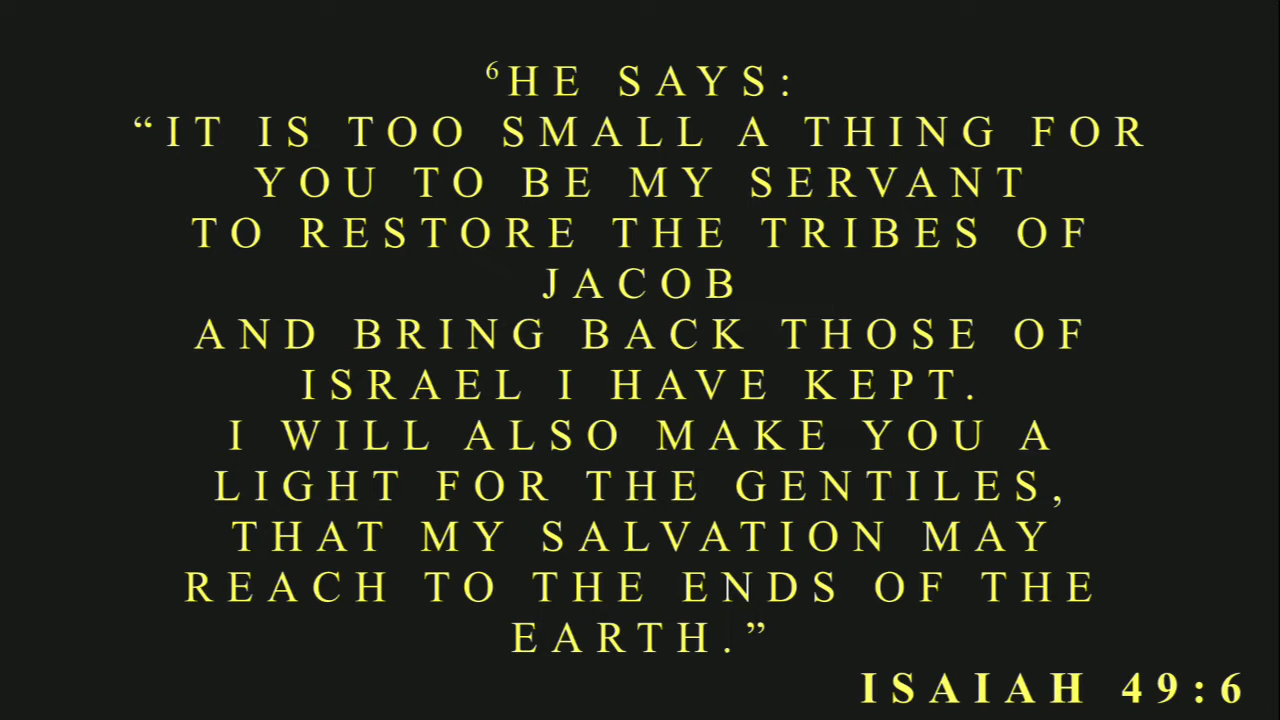 ⁶HE SAYS:
“IT IS TOO SMALL A THING FOR
YOU TO BE MY SERVANT
TO RESTORE THE TRIBES OF
JACOB
AND BRING BACK THOSE OF
ISRAEL I HAVE KEPT.
I WILL ALSO MAKE YOU A
LIGHT FOR THE GENTILES,
THAT MY SALVATION MAY
REACH TO THE ENDS OF THE
EARTH.”
ISAIAH 49:6